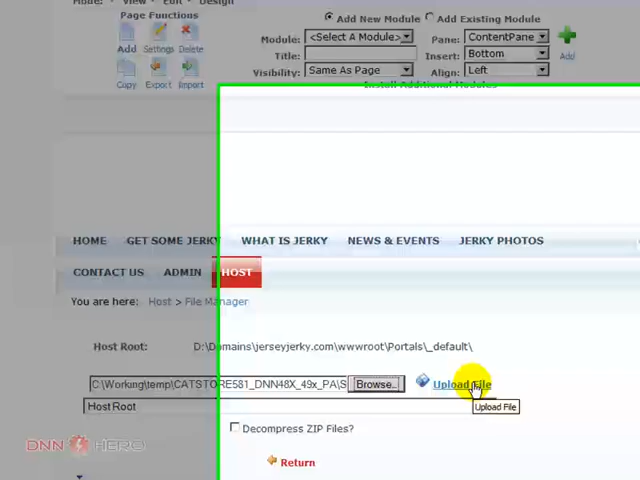 Home: View Edit Design
Page Functions
Add Settings Delete
Copy Export Import
Add New Module Add Existing Module
Module: <Select A Module> Pane: ContentPane
Title: Insert: Bottom Add
Visibility: Same As Page Align: Left
Install Additional Modules
HOME GET SOME JERKY WHAT IS JERKY NEWS & EVENTS JERKY PHOTOS
CONTACT US ADMIN HOST
You are here: Host > File Manager
Host Root: D:\Domains\jerseyjerky.com\wwwroot\Portals\_default\
C:\Working\temp\CATSTORE581_DNN48X_49x_PA\S Browse.. Upload File
Host Root Upload File
Decompress ZIP Files?
DNN HERO
Return